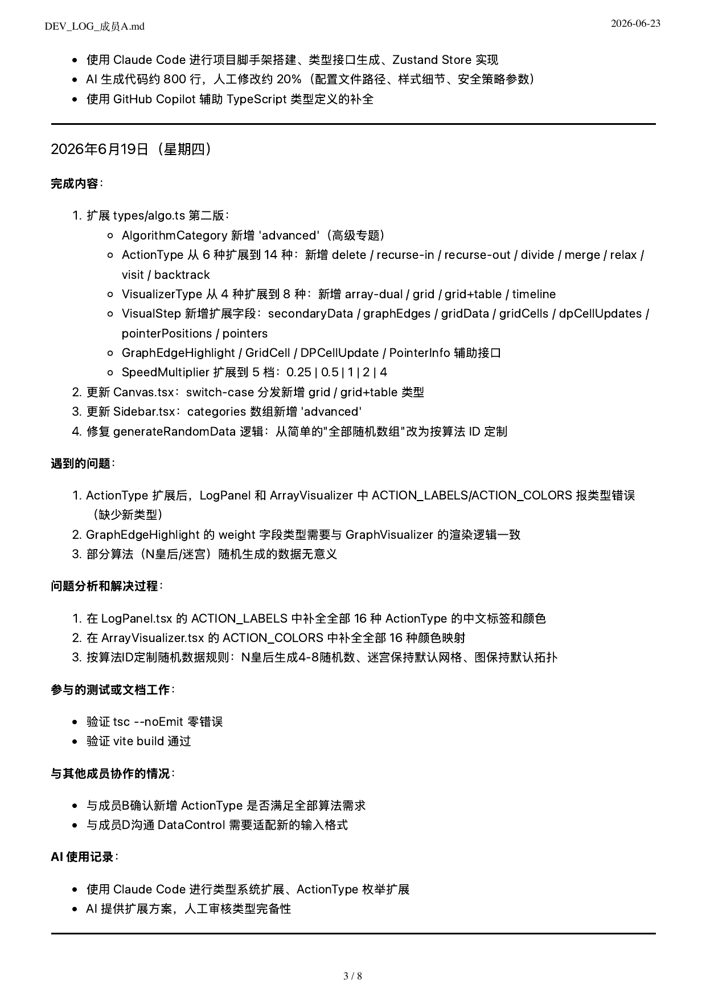 DEV_LOG_成员A.md
2026-06-23
• 使用 Claude Code 进行项目脚手架搭建、类型接口生成、Zustand Store 实现
• AI 生成代码约 800 行，人工修改约 20%（配置文件路径、样式细节、安全策略参数）
• 使用 GitHub Copilot 辅助 TypeScript 类型定义的补全
2026年6月19日（星期四）
完成内容：
1. 扩展 types/algo.ts 第二版：
○ AlgorithmCategory 新增 'advanced'（高级专题）
○ ActionType 从 6 种扩展到 14 种：新增 delete / recurse-in / recurse-out / divide / merge / relax /
visit / backtrack
○ VisualizerType 从 4 种扩展到 8 种：新增 array-dual / grid / grid+table / timeline
○ VisualStep 新增扩展字段：secondaryData / graphEdges / gridData / gridCells / dpCellUpdates /
pointerPositions / pointers
○ GraphEdgeHighlight / GridCell / DPCellUpdate / PointerInfo 辅助接口
○ SpeedMultiplier 扩展到 5 档：0.25 | 0.5 | 1 | 2 | 4
2. 更新 Canvas.tsx：switch-case 分发新增 grid / grid+table 类型
3. 更新 Sidebar.tsx：categories 数组新增 'advanced'
4. 修复 generateRandomData 逻辑：从简单的"全部随机数组"改为按算法 ID 定制
遇到的问题：
1. ActionType 扩展后，LogPanel 和 ArrayVisualizer 中 ACTION_LABELS/ACTION_COLORS 报类型错误
（缺少新类型）
2. GraphEdgeHighlight 的 weight 字段类型需要与 GraphVisualizer 的渲染逻辑一致
3. 部分算法（N皇后/迷宫）随机生成的数据无意义
问题分析和解决过程：
1. 在 LogPanel.tsx 的 ACTION_LABELS 中补全全部 16 种 ActionType 的中文标签和颜色
2. 在 ArrayVisualizer.tsx 的 ACTION_COLORS 中补全全部 16 种颜色映射
3. 按算法ID定制随机数据规则：N皇后生成4-8随机数、迷宫保持默认网格、图保持默认拓扑
参与的测试或文档工作：
• 验证 tsc --noEmit 零错误
• 验证 vite build 通过
与其他成员协作的情况：
• 与成员B确认新增 ActionType 是否满足全部算法需求
• 与成员D沟通 DataControl 需要适配新的输入格式
AI 使用记录：
• 使用 Claude Code 进行类型系统扩展、ActionType 枚举扩展
• AI 提供扩展方案，人工审核类型完备性
3 / 8